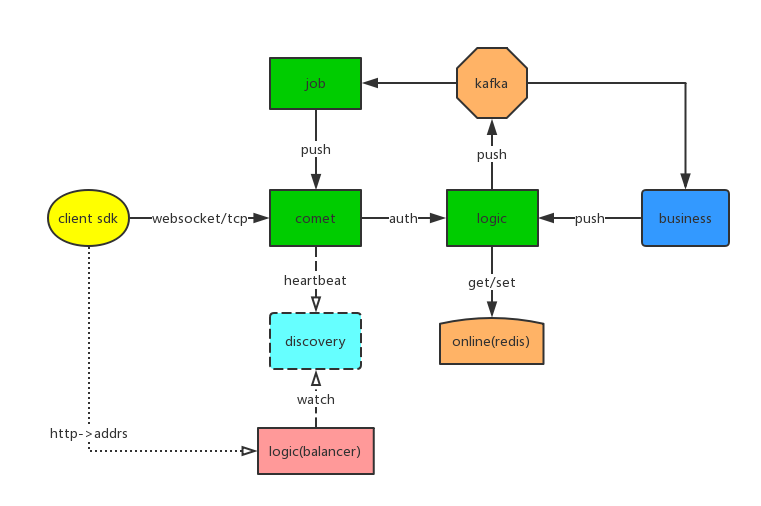 job
kafka
push
push
client sdk
websocket/tcp
comet
auth
logic
push
business
heartbeat
get/set
discovery
online(redis)
watch
http->addrs
logic(balancer)